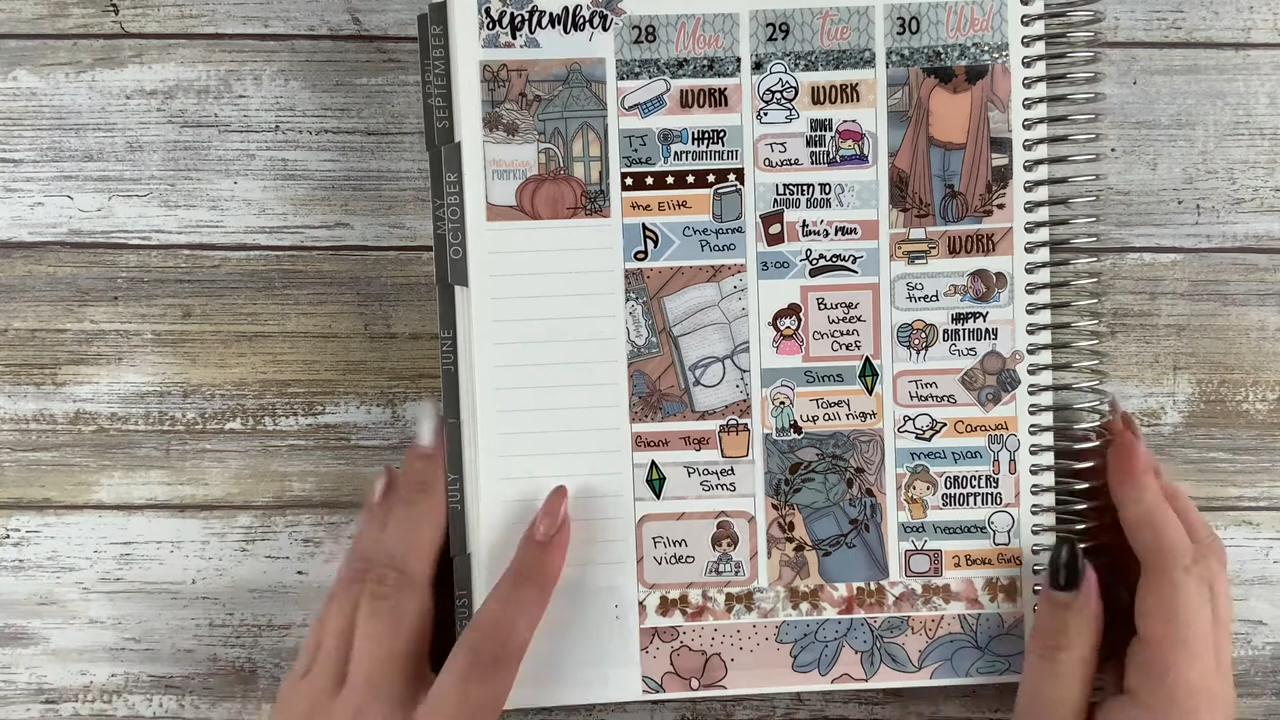 september
APRIL
SEPTEMBER
MAY
OCTOBER
JUNE
JULY
GUST
morning
PUMPKIN
28 Mon
WORK
TJ
+
Jake
HAIR
APPOINTMENT
the Elite
Cheyanne
Piano
Giant Tiger
Played
Sims
Film
video
29 Tue
WORK
TJ
awake
ROUGH
NIGHT
SLEEP
LISTEN TO
AUDIO BOOK
tim's run
3:00
brows
Burger
Week
Chicken
Chef
Sims
Tobey
up all night
30 Wed
WORK
so
tired
HAPPY
BIRTHDAY
Gus
Tim
Hortons
Caraval
meal plan
GROCERY
SHOPPING
bad headache
2 Broke Girls